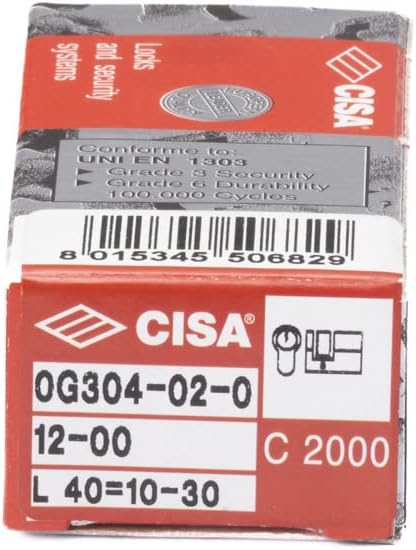 Locks
and security
systems
CISA
Conforme to:
UNI EN 1303
Grade 3 Security
Grade 6 Durability
100 000 Cycles
8 015345 506829
CISA®
0G304-02-0
12-00
C 2000
L 40=10-30